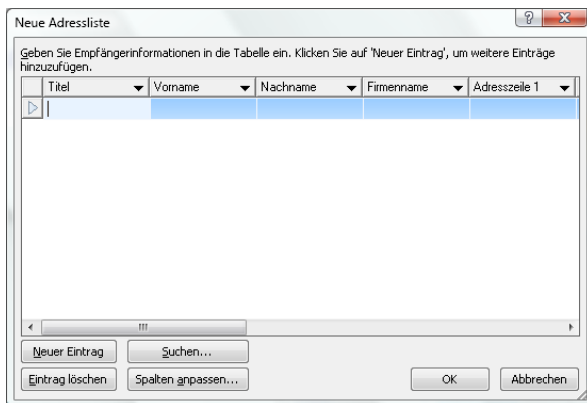 Neue Adressliste
Geben Sie Empfängerinformationen in die Tabelle ein. Klicken Sie auf 'Neuer Eintrag', um weitere Einträge
hinzuzufügen.
Titel Vorname Nachname Firmenname Adresszeile 1
Neuer Eintrag Suchen...
Eintrag löschen Spalten anpassen... OK Abbrechen